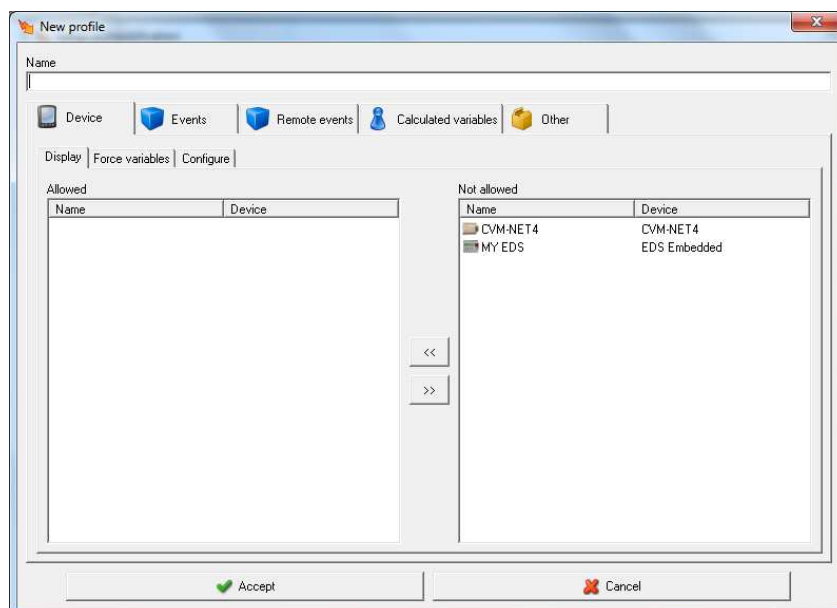 New profile
Name
Device Events Remote events Calculated variables Other
Display Force variables Configure
Allowed Not allowed
Name Device Name Device
CVM-NET4 CVM-NET4
MY EDS EDS Embedded
<<
>>
Accept Cancel